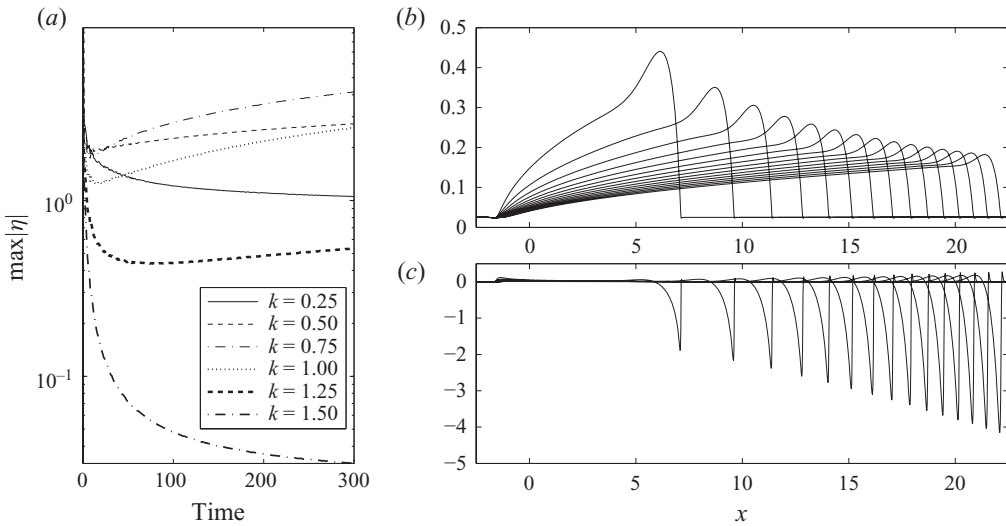 (a)
max|η|
10⁰
10⁻¹
0
100
200
300
Time
k = 0.25
k = 0.50
k = 0.75
k = 1.00
k = 1.25
k = 1.50
(b)
0.5
0.4
0.3
0.2
0.1
0
0
5
10
15
20
(c)
0
−1
−2
−3
−4
−5
0
5
10
15
20
x